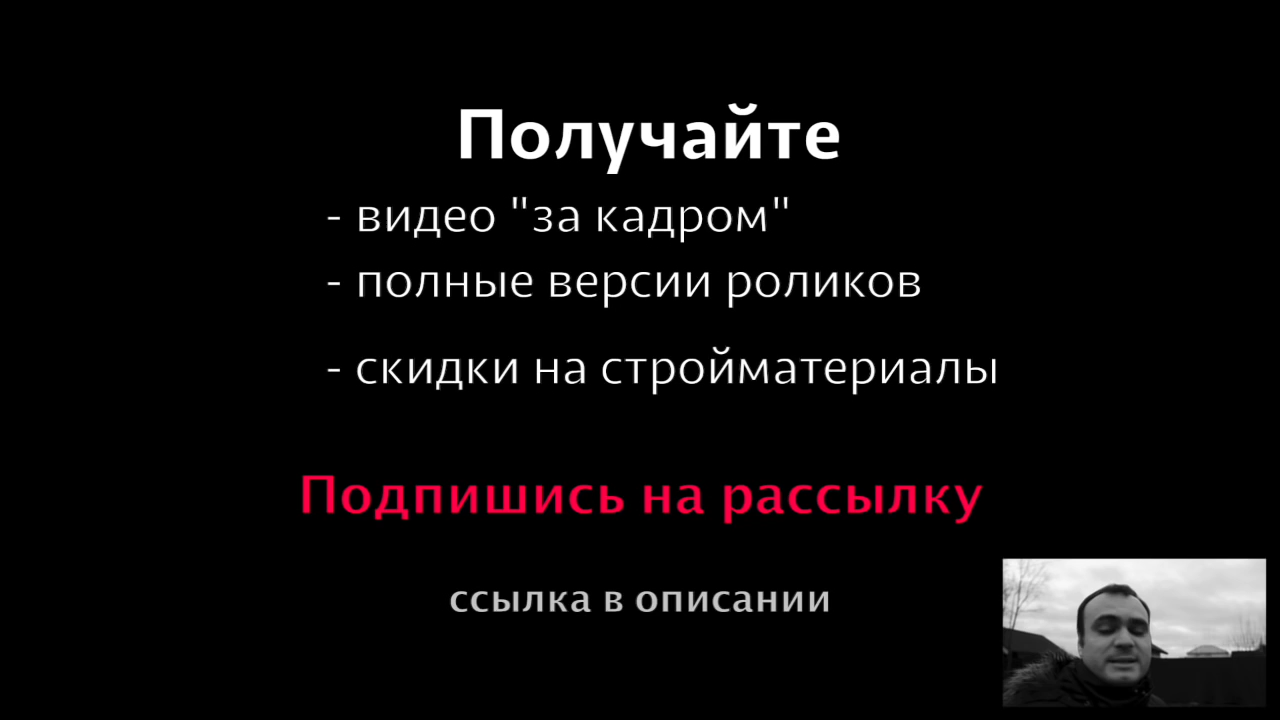 Получайте
- видео "за кадром"
- полные версии роликов
- скидки на стройматериалы
Подпишись на рассылку
ссылка в описании